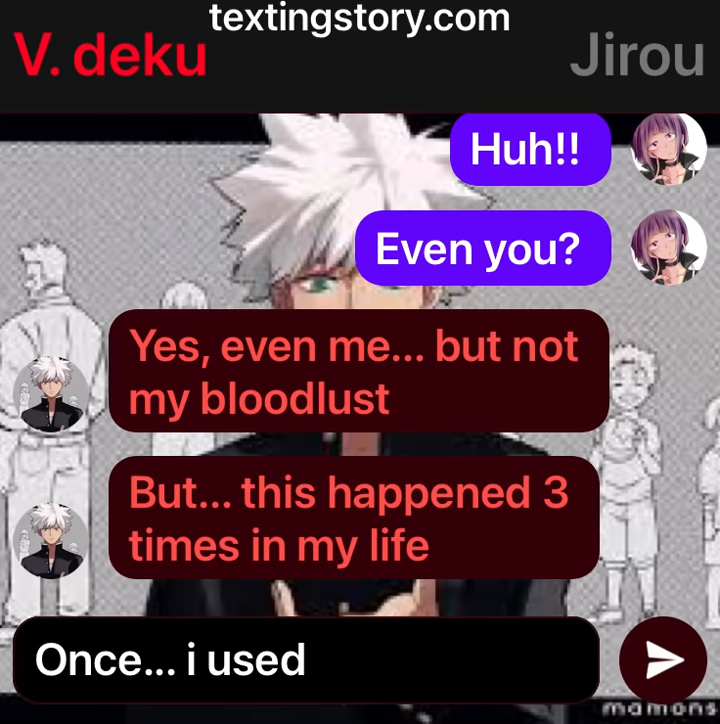 textingstory.com
V. deku
Jirou
Huh!!
Even you?
Yes, even me... but not
my bloodlust
But... this happened 3
times in my life
Once... i used
mamons